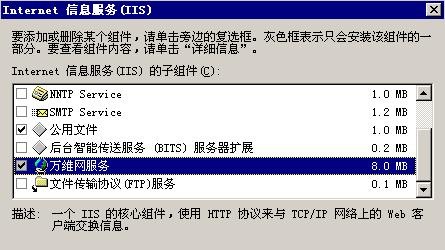 Internet 信息服务(IIS)
要添加或删除某个组件，请单击旁边的复选框。灰色框表示只会安装该组件的一
部分。要查看组件内容，请单击“详细信息”。
Internet 信息服务(IIS) 的子组件(C):
NNTP Service 1.0 MB
SMTP Service 1.2 MB
公用文件 1.0 MB
后台智能传送服务 (BITS) 服务器扩展 0.2 MB
万维网服务 8.0 MB
文件传输协议(FTP)服务 0.1 MB
描述: 一个 IIS 的核心组件，使用 HTTP 协议来与 TCP/IP 网络上的 Web 客
户端交换信息。